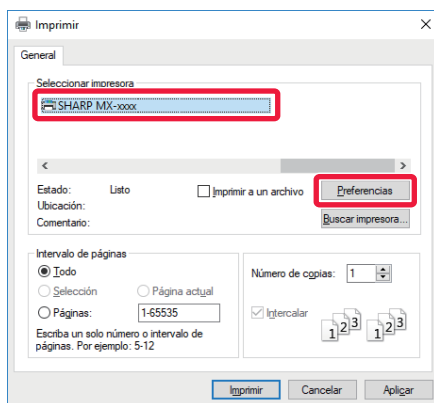 Imprimir
General
Seleccionar impresora
SHARP MX-xxxx
Estado: Listo
Imprimir a un archivo
Preferencias
Ubicación:
Comentario:
Buscar impresora...
Intervalo de páginas
Todo
Selección
Página actual
Páginas: 1-65535
Escriba un solo número o intervalo de
páginas. Por ejemplo: 5-12
Número de copias: 1
Intercalar
1 2 3 1 2 3
Imprimir
Cancelar
Aplicar